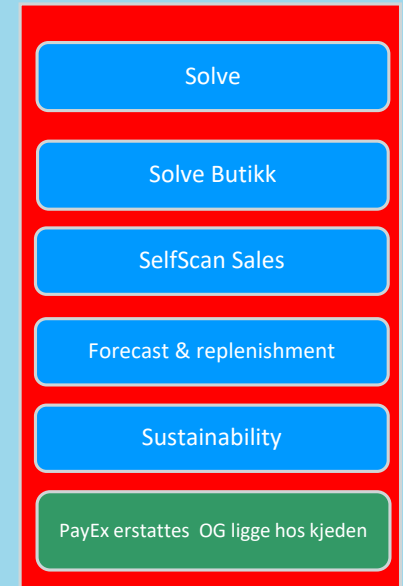 Solve
Solve Butikk
SelfScan Sales
Forecast & replenishment
Sustainability
PayEx erstattes  OG ligge hos kjeden